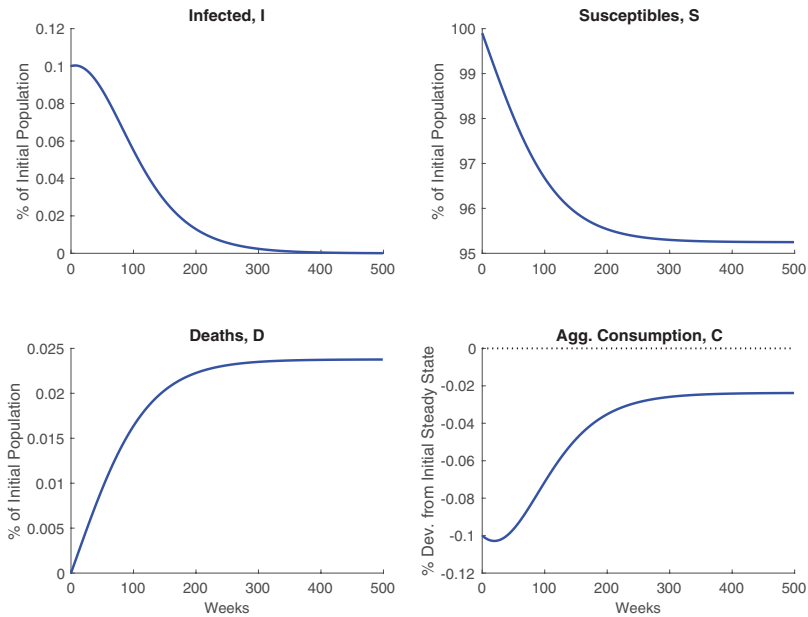 Infected, I
% of Initial Population
0.12
0.1
0.08
0.06
0.04
0.02
0
0 100 200 300 400 500
Susceptibles, S
% of Initial Population
100
99
98
97
96
95
0 100 200 300 400 500
Deaths, D
% of Initial Population
0.025
0.02
0.015
0.01
0.005
0
0 100 200 300 400 500
Weeks
Agg. Consumption, C
% Dev. from Initial Steady State
0
-0.02
-0.04
-0.06
-0.08
-0.1
-0.12
0 100 200 300 400 500
Weeks